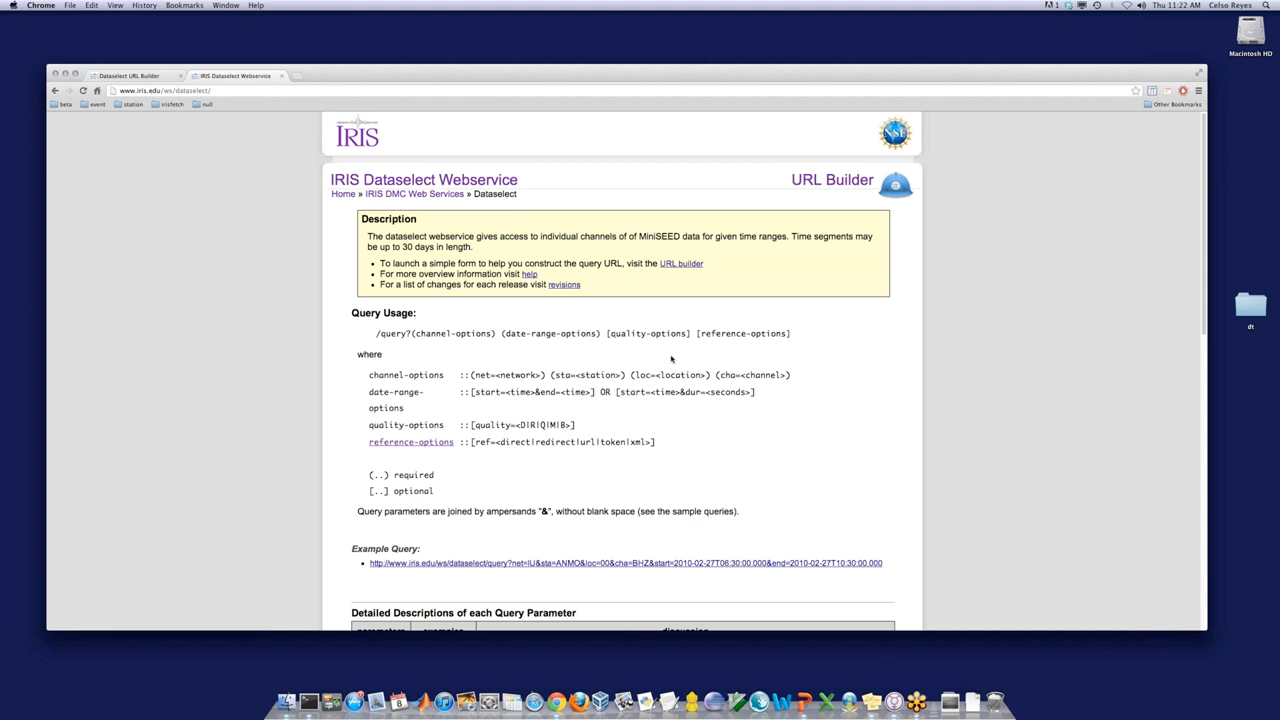 Chrome File Edit View History Bookmarks Window Help
1 Thu 11:22 AM Celso Reyes
Macintosh HD
Dataselect URL Builder
IRIS Dataselect Webservice
www.iris.edu/ws/dataselect/
beta event station irisfetch null Other Bookmarks
IRIS
NSF
IRIS Dataselect Webservice URL Builder
Home » IRIS DMC Web Services » Dataselect
Description
The dataselect webservice gives access to individual channels of of MiniSEED data for given time ranges. Time segments may
be up to 30 days in length.
• To launch a simple form to help you construct the query URL, visit the URL builder
• For more overview information visit help
• For a list of changes for each release visit revisions
dt
Query Usage:
/query?(channel-options) (date-range-options) [quality-options] [reference-options]
where
channel-options ::(net=<network>) (sta=<station>) (loc=<location>) (cha=<channel>)
date-range- ::[start=<time>&end=<time>] OR [start=<time>&dur=<seconds>]
options
quality-options ::[quality=<D|R|Q|M|B>]
reference-options ::[ref=<direct|redirect|url|token|xml>]
(..) required
[..] optional
Query parameters are joined by ampersands "&", without blank space (see the sample queries).
Example Query:
• http://www.iris.edu/ws/dataselect/query?net=IU&sta=ANMO&loc=00&cha=BHZ&start=2010-02-27T06:30:00.000&end=2010-02-27T10:30:00.000
Detailed Descriptions of each Query Parameter
parameters examples discussion
8